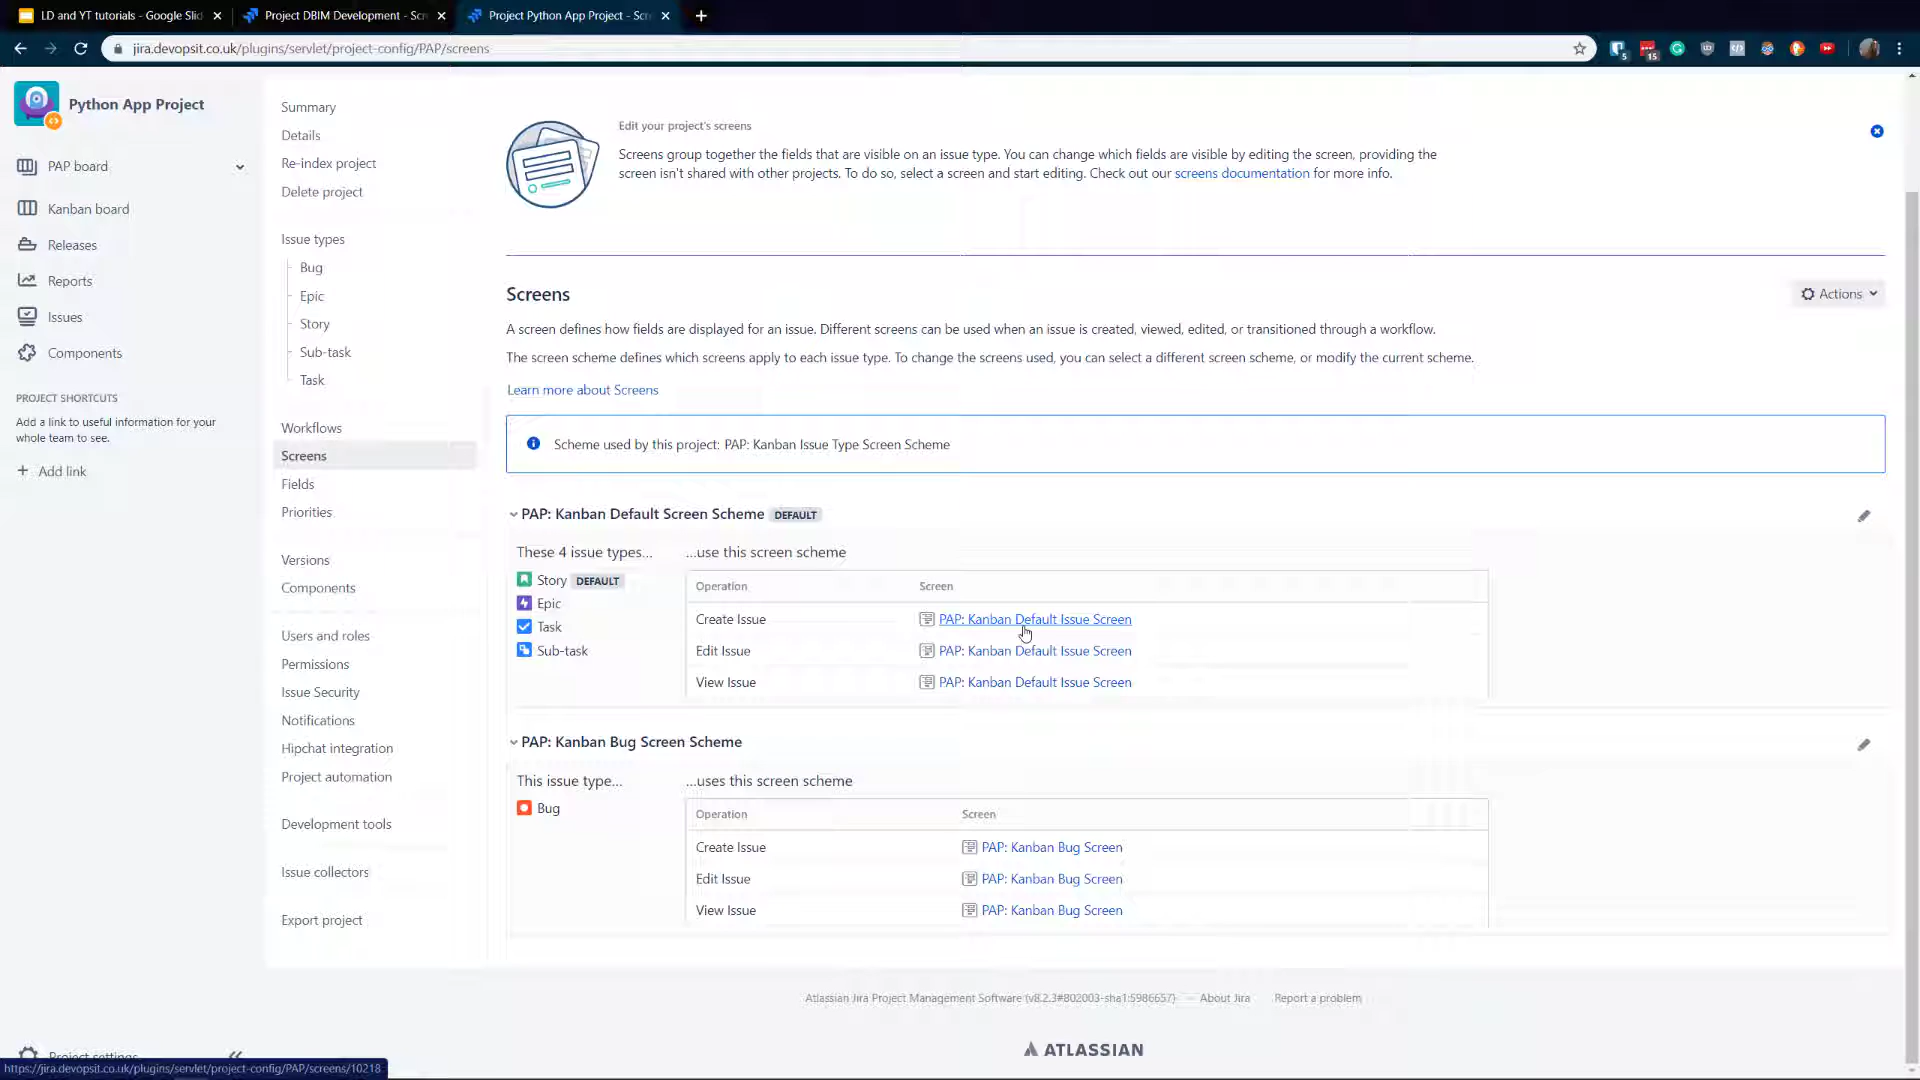 LD and YT tutorials - Google Slid
Project DBIM Development - Scr
Project Python App Project - Scr
jira.devopsit.co.uk/plugins/servlet/project-config/PAP/screens
5
15
Python App Project
PAP board
Kanban board
Releases
Reports
Issues
Components
PROJECT SHORTCUTS
Add a link to useful information for your
whole team to see.
+ Add link
Project settings
https://jira.devopsit.co.uk/plugins/servlet/project-config/PAP/screens/10218
Summary
Details
Re-index project
Delete project
Issue types
Bug
Epic
Story
Sub-task
Task
Workflows
Screens
Fields
Priorities
Versions
Components
Users and roles
Permissions
Issue Security
Notifications
Hipchat integration
Project automation
Development tools
Issue collectors
Export project
Edit your project's screens
Screens group together the fields that are visible on an issue type. You can change which fields are visible by editing the screen, providing the
screen isn't shared with other projects. To do so, select a screen and start editing. Check out our screens documentation for more info.
Screens
Actions
A screen defines how fields are displayed for an issue. Different screens can be used when an issue is created, viewed, edited, or transitioned through a workflow.
The screen scheme defines which screens apply to each issue type. To change the screens used, you can select a different screen scheme, or modify the current scheme.
Learn more about Screens
Scheme used by this project: PAP: Kanban Issue Type Screen Scheme
PAP: Kanban Default Screen Scheme DEFAULT
These 4 issue types... ...use this screen scheme
Story DEFAULT
Epic
Task
Sub-task
Operation Screen
Create Issue PAP: Kanban Default Issue Screen
Edit Issue PAP: Kanban Default Issue Screen
View Issue PAP: Kanban Default Issue Screen
PAP: Kanban Bug Screen Scheme
This issue type... ...uses this screen scheme
Bug
Operation Screen
Create Issue PAP: Kanban Bug Screen
Edit Issue PAP: Kanban Bug Screen
View Issue PAP: Kanban Bug Screen
Atlassian Jira Project Management Software (v8.2.3#802003-sha1:5986657) About Jira Report a problem
ATLASSIAN